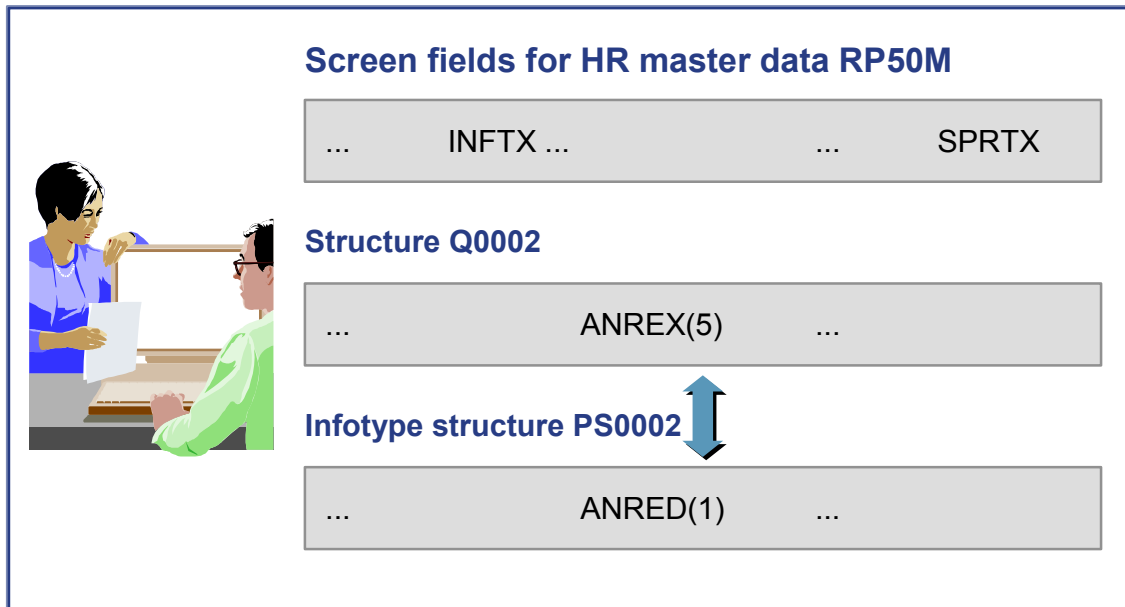 Screen fields for HR master data RP50M
... INFTX ... ... SPRTX
Structure Q0002
... ANREX(5) ...
Infotype structure PS0002
... ANRED(1) ...